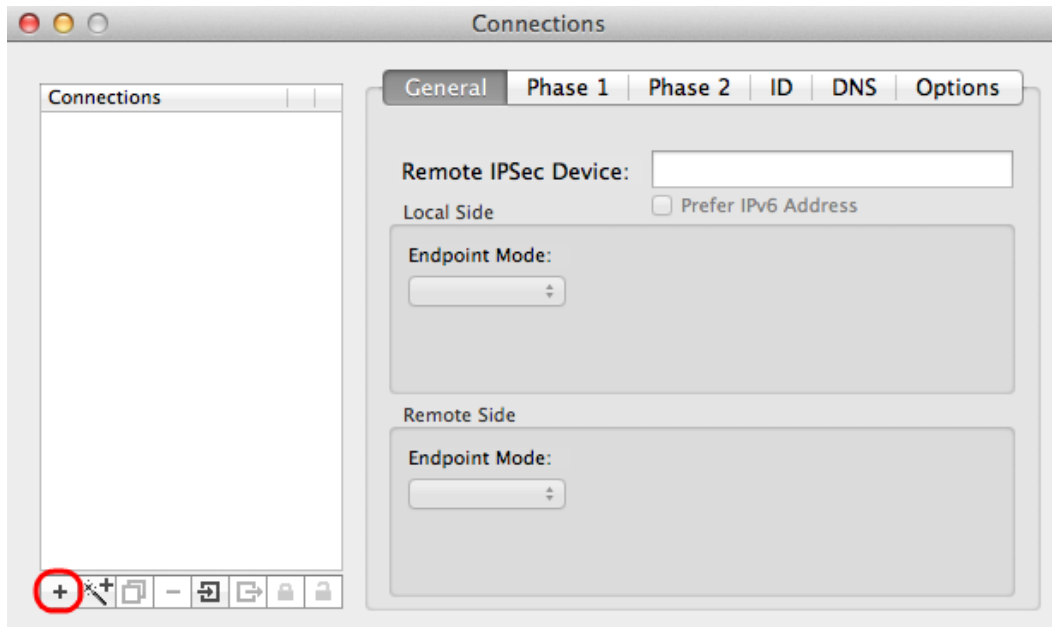 Connections
Connections
General Phase 1 Phase 2 ID DNS Options
Remote IPSec Device:
Prefer IPv6 Address
Local Side
Endpoint Mode:
Remote Side
Endpoint Mode: